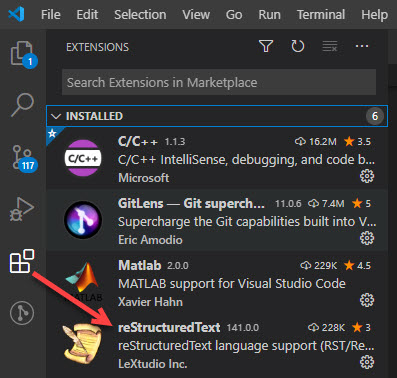 File Edit Selection View Go Run Terminal Help
EXTENSIONS
1
Search Extensions in Marketplace
INSTALLED 6
C/C++ 1.1.3 16.2M 3.5
C/C++
C/C++ IntelliSense, debugging, and code b...
Microsoft
117
GitLens — Git superch... 11.0.6 7.4M 5
Supercharge the Git capabilities built into V...
Eric Amodio
Matlab 2.0.0 229K 4.5
MATLAB support for Visual Studio Code
MATLAB
Xavier Hahn
reStructuredText 141.0.0 228K 3
reStructuredText language support (RST/Re...
LeXtudio Inc.